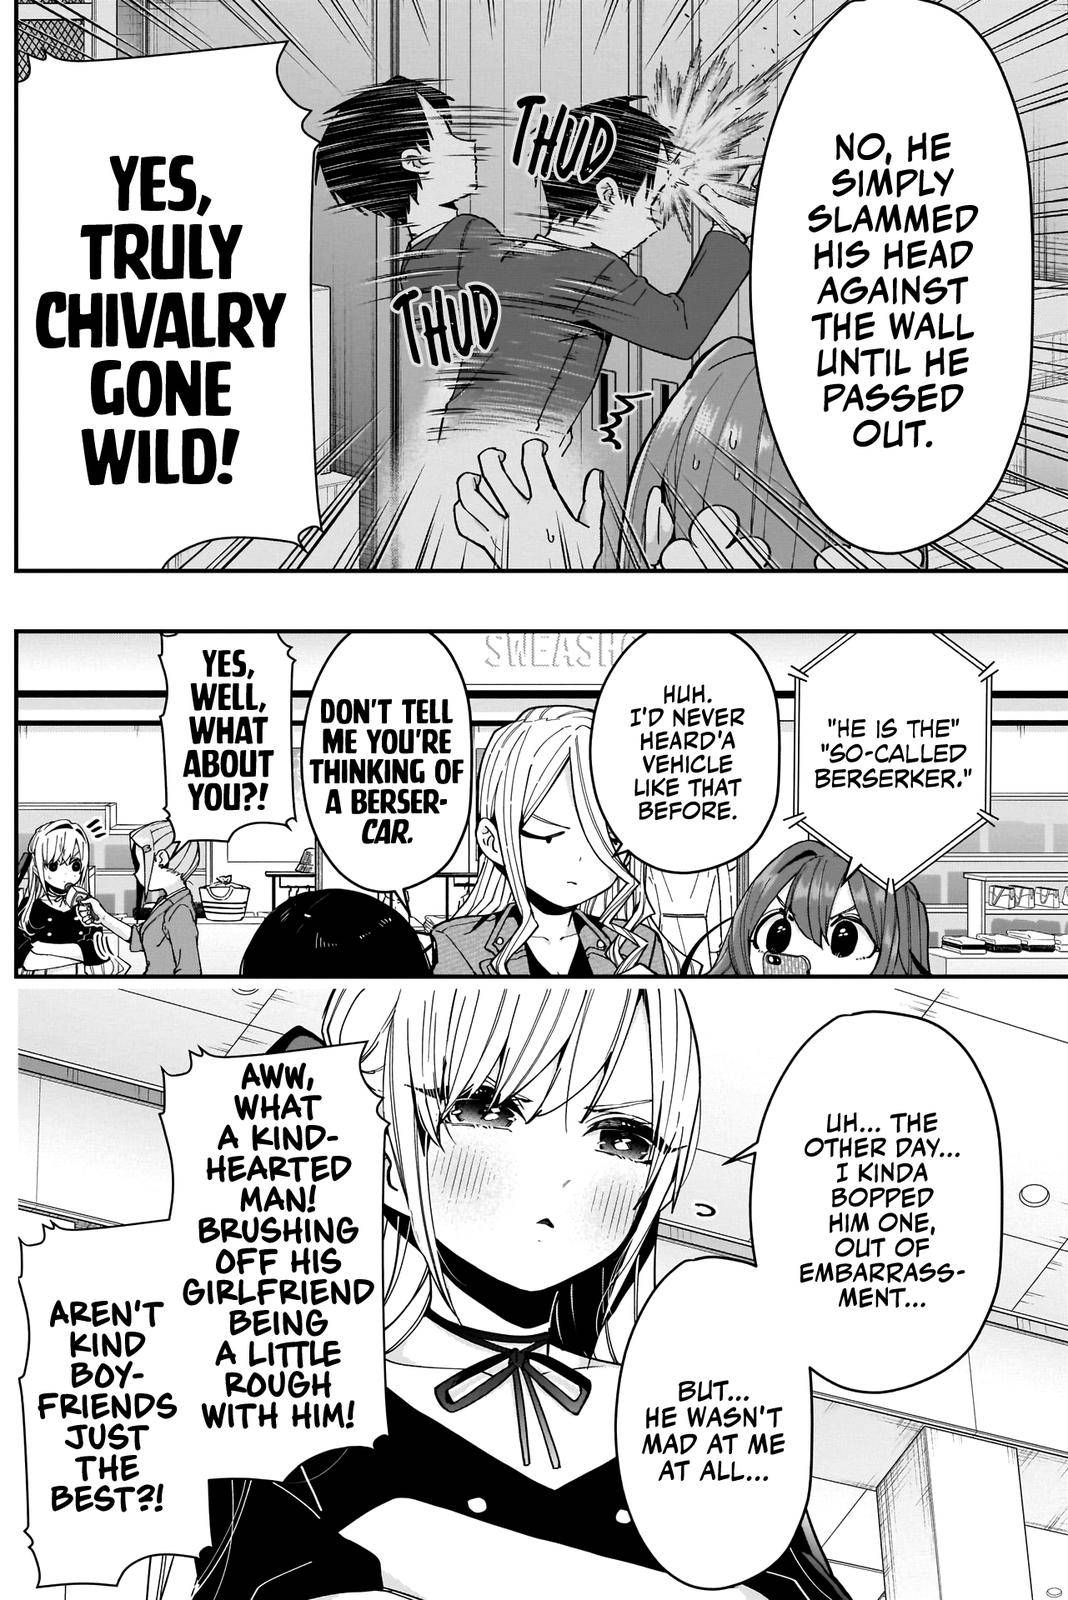 NO, HE
SIMPLY
SLAMMED
HIS HEAD
AGAINST
THE WALL
UNTIL HE
PASSED
OUT.
THUD
THUD
YES,
TRULY
CHIVALRY
GONE
WILD!
"HE IS THE"
"SO-CALLED
BERSERKER."
HUH.
I'D NEVER
HEARD'A
VEHICLE
LIKE THAT
BEFORE.
SWEASH
DON'T TELL
ME YOU'RE
THINKING OF
A BERSER-
CAR.
YES,
WELL,
WHAT
ABOUT
YOU?!
UH... THE
OTHER DAY...
I KINDA
BOPPED
HIM ONE,
OUT OF
EMBARRASS-
MENT...
BUT...
HE WASN'T
MAD AT ME
AT ALL...
AWW,
WHAT
A KIND-
HEARTED
MAN!
BRUSHING
OFF HIS
GIRLFRIEND
BEING
A LITTLE
ROUGH
WITH HIM!
AREN'T
KIND
BOY-
FRIENDS
JUST
THE
BEST?!